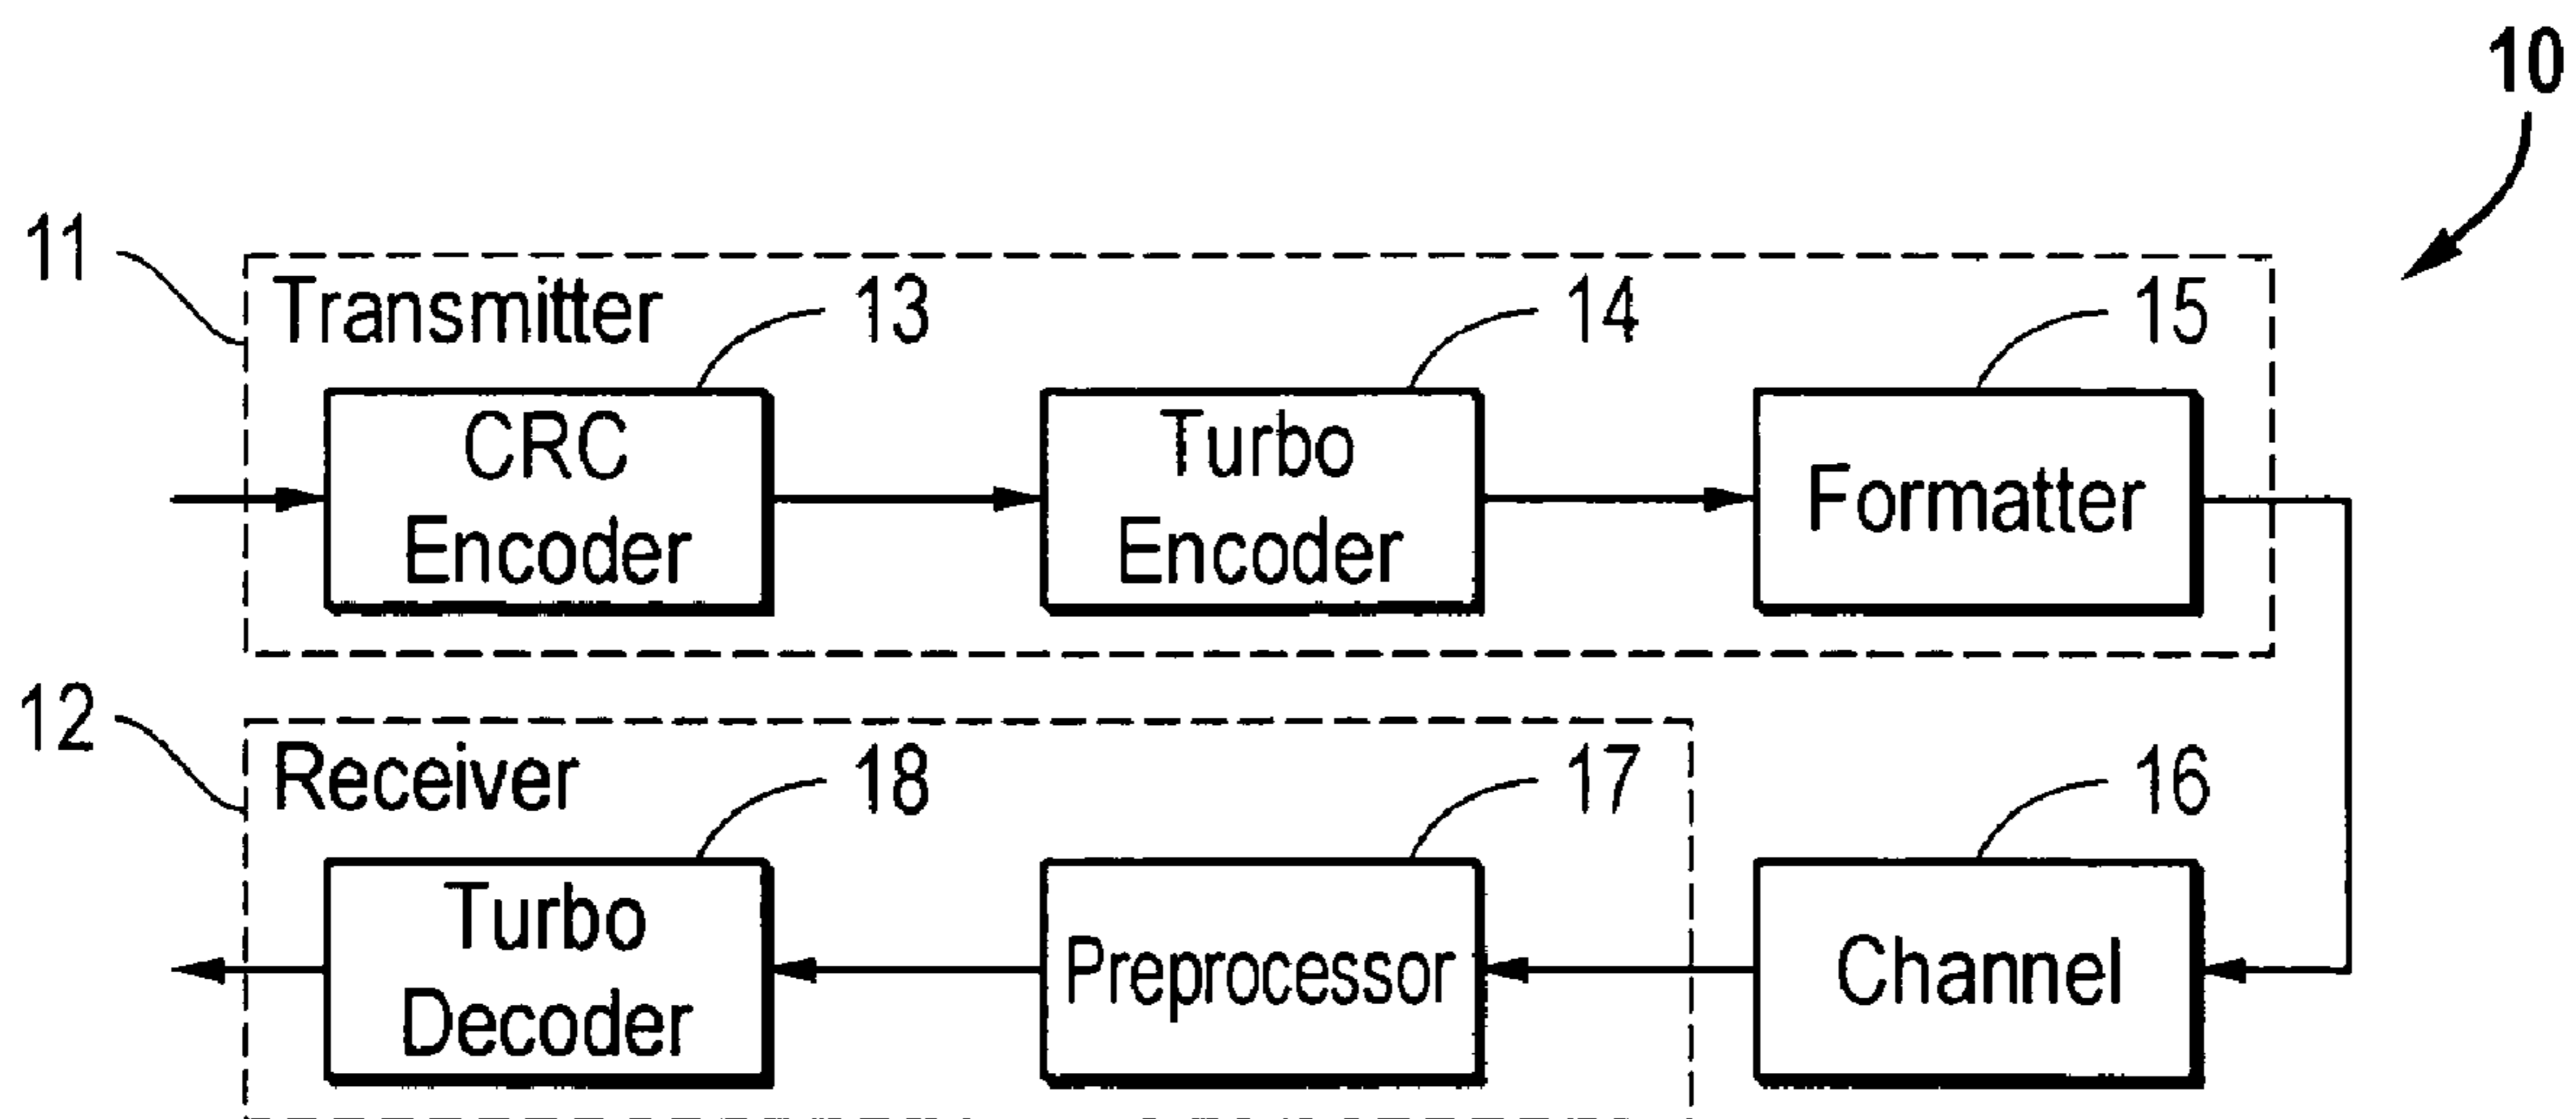 10
11
Transmitter
13
14
15
CRC
Encoder
Turbo
Encoder
Formatter
12
Receiver
18
17
16
Turbo
Decoder
Preprocessor
Channel